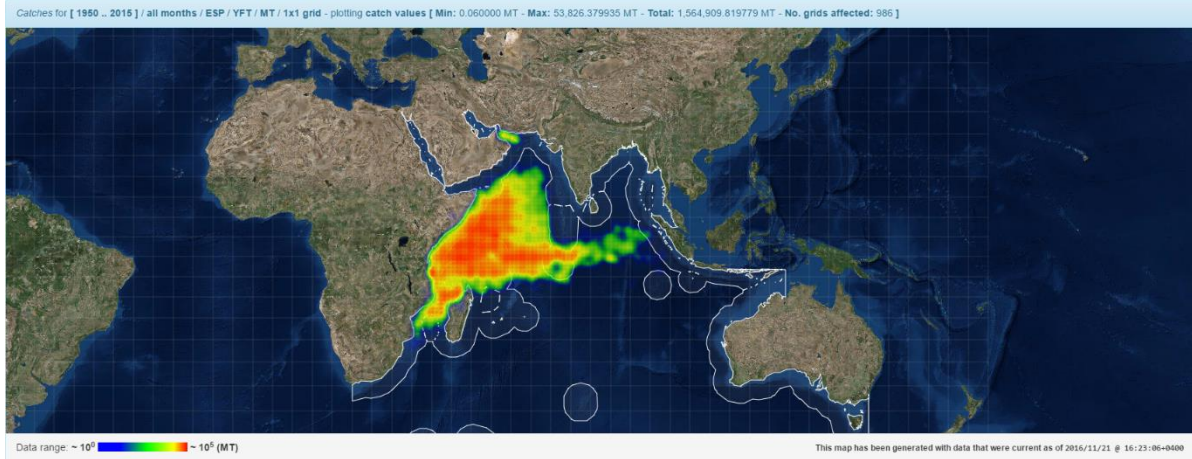 Catches for [ 1950 .. 2015 ] / all months / ESP / YFT / MT / 1x1 grid - plotting catch values [ Min: 0.060000 MT - Max: 53,826.379935 MT - Total: 1,564,909.819779 MT - No. grids affected: 986 ]
Data range: ~ 10⁰ ~ 10⁵ (MT)
This map has been generated with data that were current as of 2016/11/21 @ 16:23:06+0400